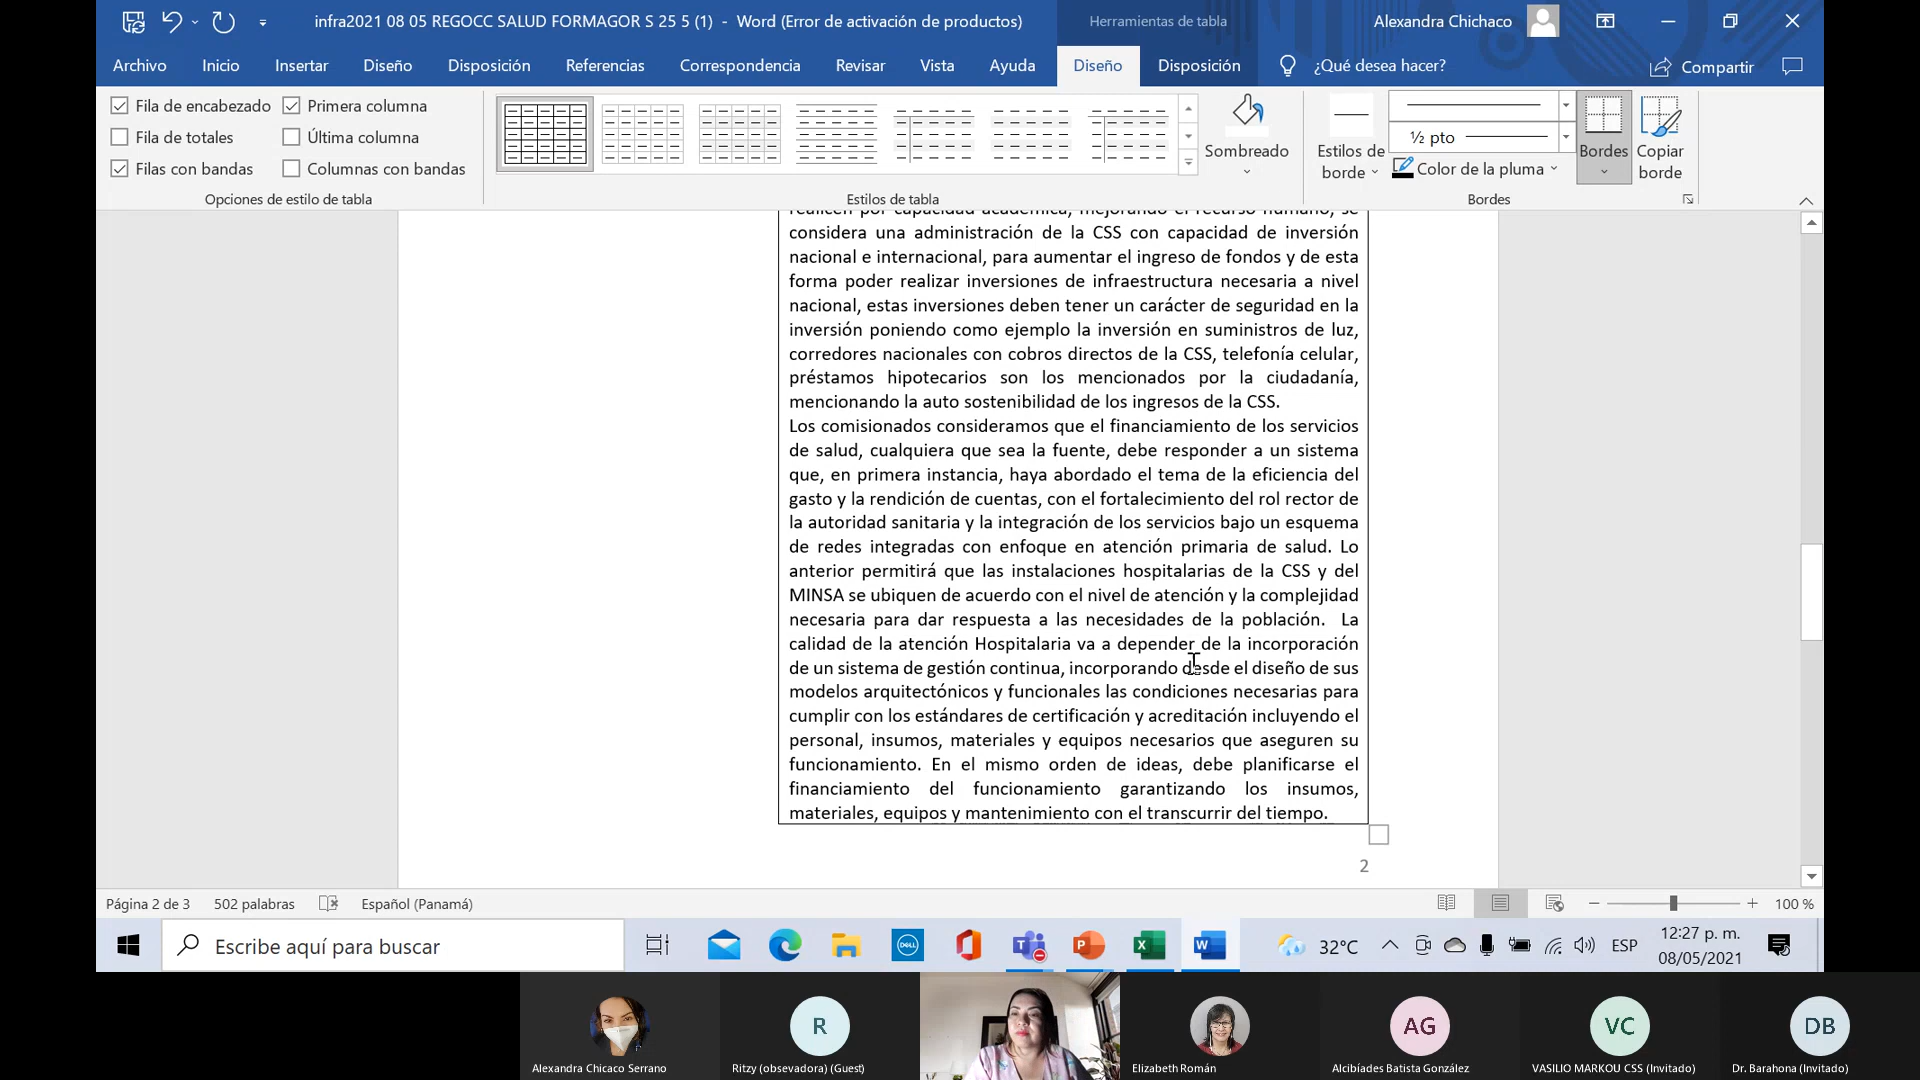 infra2021 08 05 REGOCC SALUD FORMAGOR S 25 5 (1) - Word (Error de activación de productos)
Herramientas de tabla
Alexandra Chichaco
Archivo Inicio Insertar Diseño Disposición Referencias Correspondencia Revisar Vista Ayuda Diseño Disposición ¿Qué desea hacer? Compartir
Fila de encabezado Primera columna
Fila de totales Última columna
Filas con bandas Columnas con bandas
Opciones de estilo de tabla
Estilos de tabla
Sombreado
Estilos de borde
½ pto
Color de la pluma
Bordes
Copiar borde
Bordes
realicen por capacidad académica, mejorando el recurso humano, se
considera una administración de la CSS con capacidad de inversión
nacional e internacional, para aumentar el ingreso de fondos y de esta
forma poder realizar inversiones de infraestructura necesaria a nivel
nacional, estas inversiones deben tener un carácter de seguridad en la
inversión poniendo como ejemplo la inversión en suministros de luz,
corredores nacionales con cobros directos de la CSS, telefonía celular,
préstamos hipotecarios son los mencionados por la ciudadanía,
mencionando la auto sostenibilidad de los ingresos de la CSS.
Los comisionados consideramos que el financiamiento de los servicios
de salud, cualquiera que sea la fuente, debe responder a un sistema
que, en primera instancia, haya abordado el tema de la eficiencia del
gasto y la rendición de cuentas, con el fortalecimiento del rol rector de
la autoridad sanitaria y la integración de los servicios bajo un esquema
de redes integradas con enfoque en atención primaria de salud. Lo
anterior permitirá que las instalaciones hospitalarias de la CSS y del
MINSA se ubiquen de acuerdo con el nivel de atención y la complejidad
necesaria para dar respuesta a las necesidades de la población. La
calidad de la atención Hospitalaria va a depender de la incorporación
de un sistema de gestión continua, incorporando desde el diseño de sus
modelos arquitectónicos y funcionales las condiciones necesarias para
cumplir con los estándares de certificación y acreditación incluyendo el
personal, insumos, materiales y equipos necesarios que aseguren su
funcionamiento. En el mismo orden de ideas, debe planificarse el
financiamiento del funcionamiento garantizando los insumos,
materiales, equipos y mantenimiento con el transcurrir del tiempo.
2
Página 2 de 3 502 palabras Español (Panamá) 100 %
Escribe aquí para buscar
DELL
32°C
ESP
12:27 p. m.
08/05/2021
R
AG
VC
DB
Alexandra Chicaco Serrano
Ritzy (obsevadora) (Guest)
Elizabeth Román
Alcibíades Batista González
VASILIO MARKOU CSS (Invitado)
Dr. Barahona (Invitado)